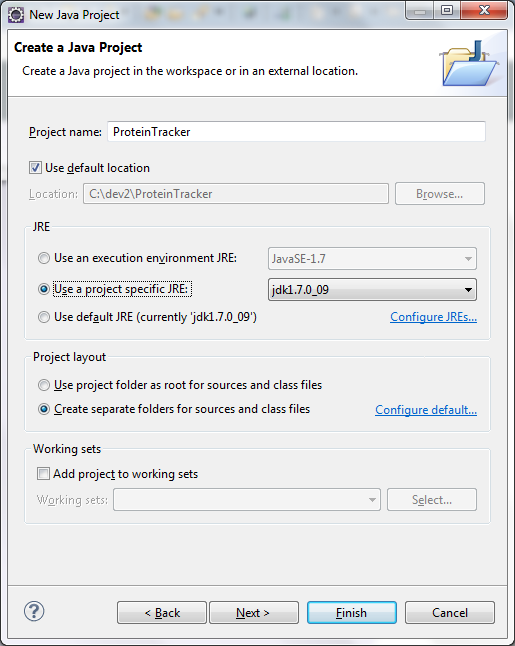 New Java Project
Create a Java Project
Create a Java project in the workspace or in an external location.
Project name: ProteinTracker
Use default location
Location: C:\dev2\ProteinTracker Browse...
JRE
Use an execution environment JRE: JavaSE-1.7
Use a project specific JRE: jdk1.7.0_09
Use default JRE (currently 'jdk1.7.0_09') Configure JREs...
Project layout
Use project folder as root for sources and class files
Create separate folders for sources and class files Configure default...
Working sets
Add project to working sets
Working sets: Select...
? < Back Next > Finish Cancel